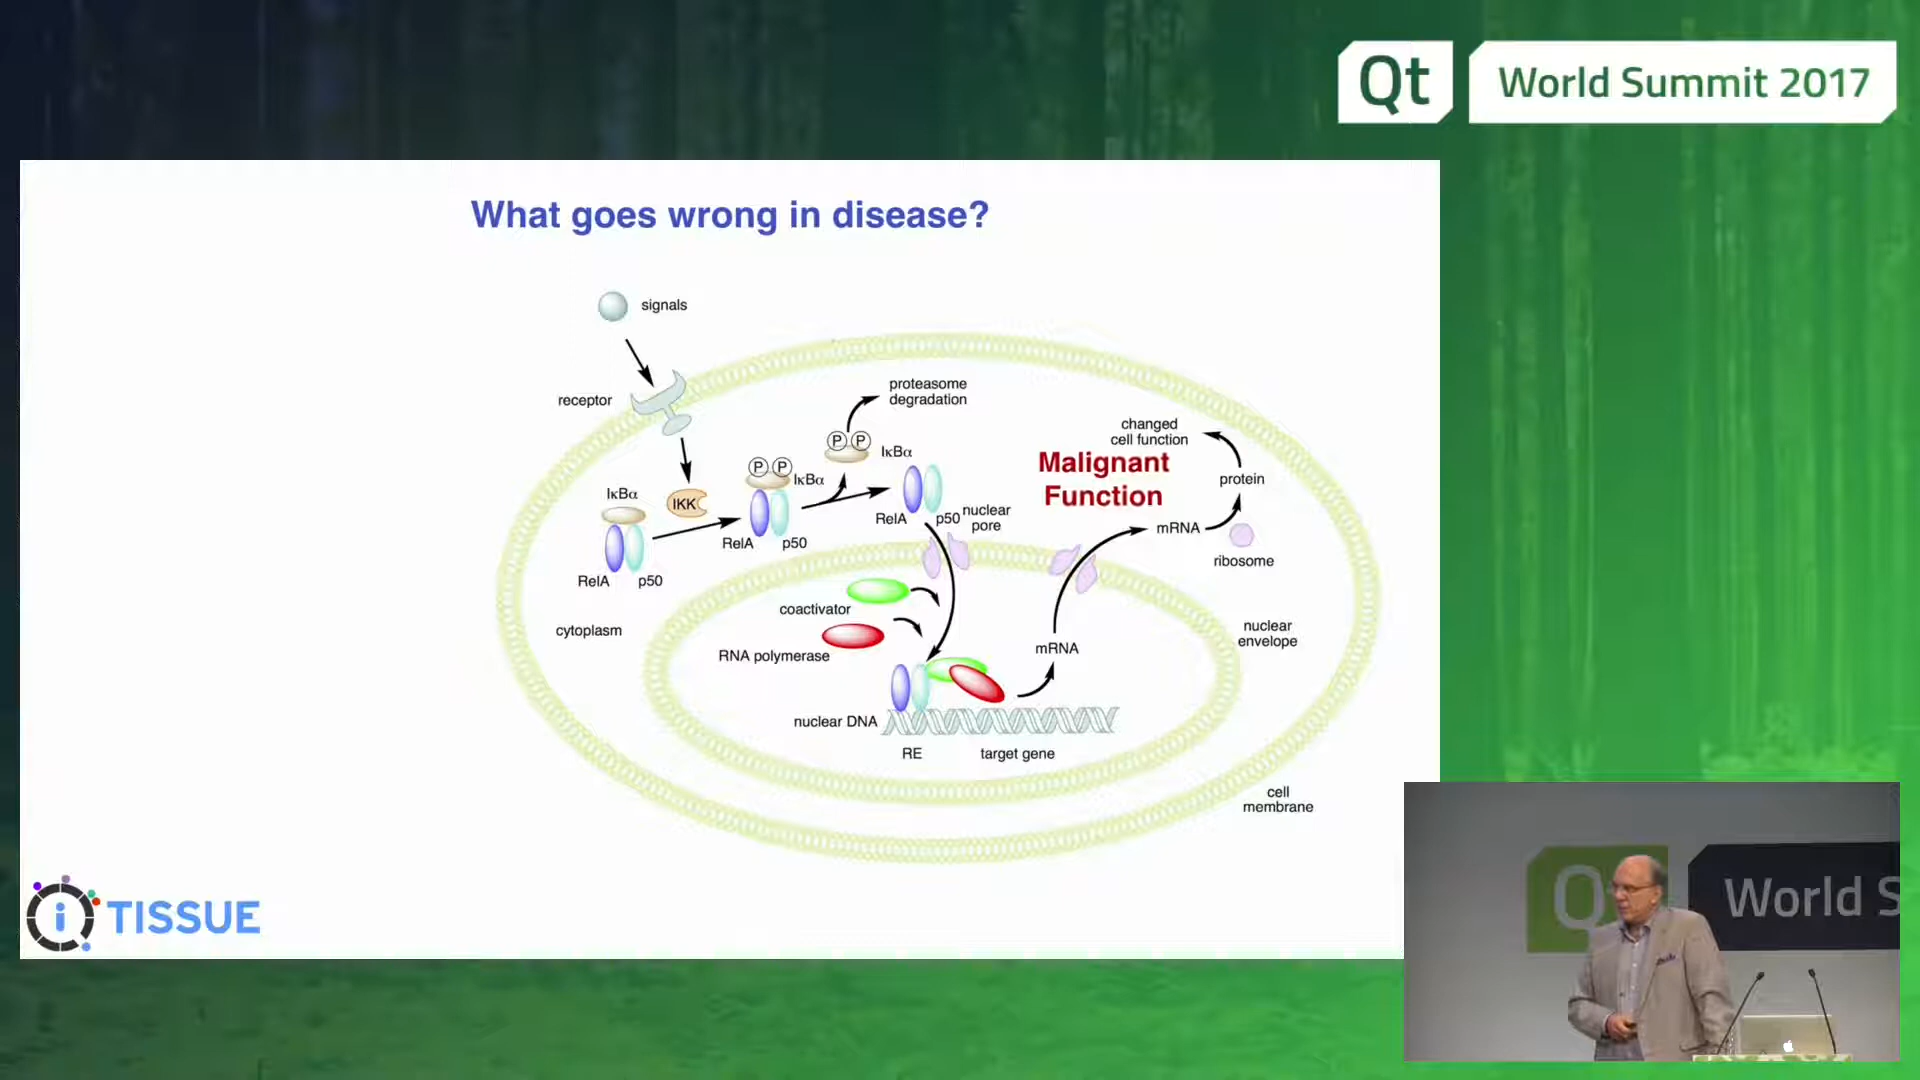 Qt World Summit 2017
What goes wrong in disease?
signals
receptor
proteasome
degradation
changed
cell function
Malignant
Function
P P
IκBα
P P
IκBα
protein
IκBα
IKK
RelA
p50
nuclear
pore
mRNA
RelA
p50
ribosome
RelA
p50
coactivator
cytoplasm
RNA polymerase
mRNA
nuclear
envelope
nuclear DNA
RE
target gene
cell
membrane
i TISSUE
Qt World S